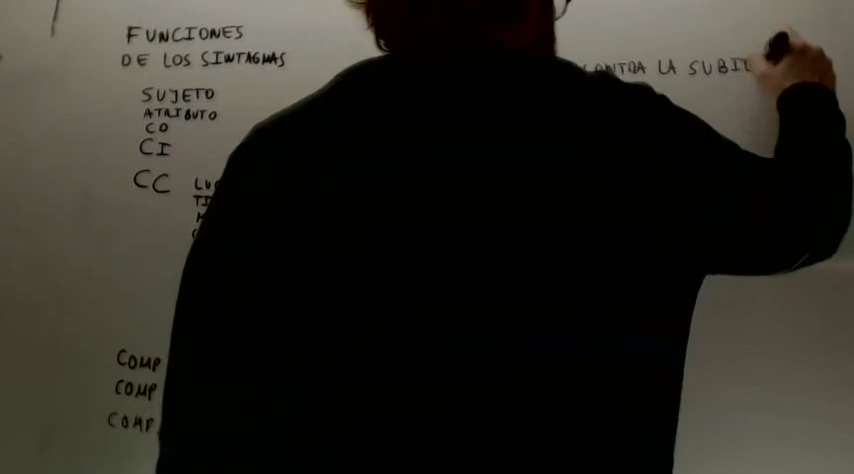 FUNCIONES
DE LOS SINTAGMAS
SUJETO
ATRIBUTO
CD
CI
CC
COMP
COMP
COMP
CONTRA LA SUBI